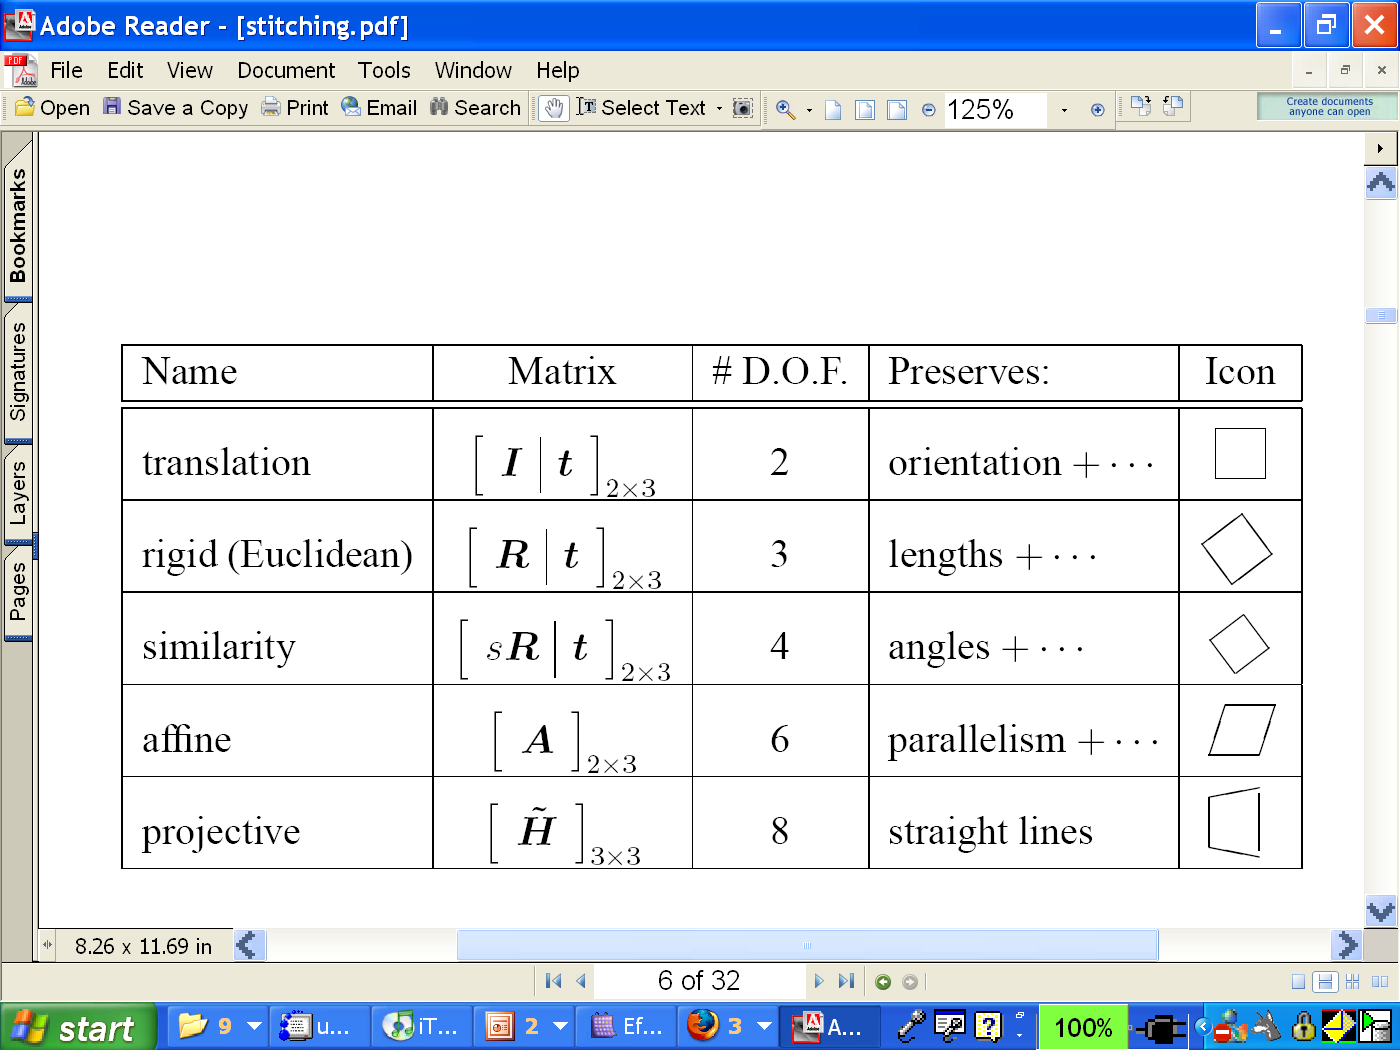 Adobe Reader - [stitching.pdf]
File Edit View Document Tools Window Help
Open Save a Copy Print Email Search Select Text 125% Create documents anyone can open
Bookmarks
Signatures
Layers
Pages
Name Matrix # D.O.F. Preserves: Icon
translation [ I | t ]2×3 2 orientation + · · ·
rigid (Euclidean) [ R | t ]2×3 3 lengths + · · ·
similarity [ sR | t ]2×3 4 angles + · · ·
affine [ A ]2×3 6 parallelism + · · ·
projective [ H̃ ]3×3 8 straight lines
8.26 x 11.69 in
6 of 32
start 9 u... iT... 2 Ef... 3 A... 100%